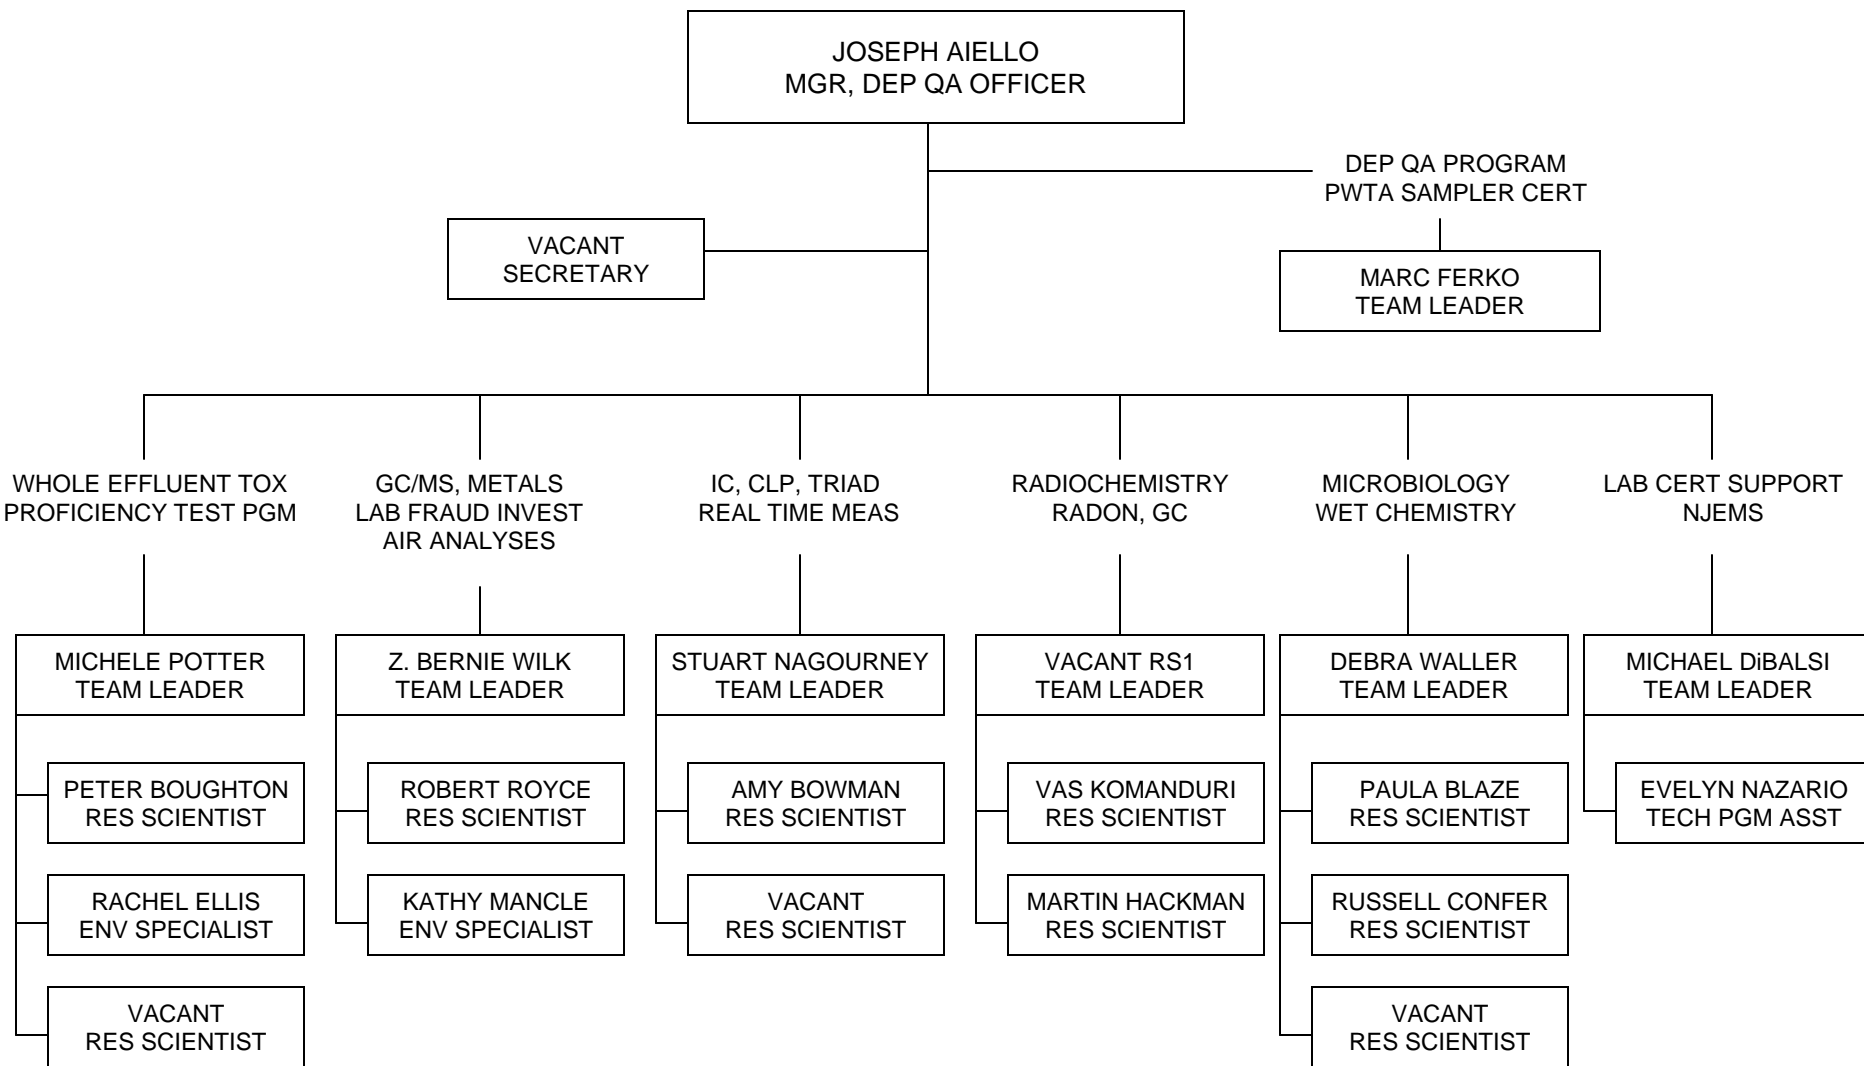 JOSEPH AIELLO
MGR, DEP QA OFFICER
DEP QA PROGRAM
PWTA SAMPLER CERT
VACANT
SECRETARY
MARC FERKO
TEAM LEADER
WHOLE EFFLUENT TOX
PROFICIENCY TEST PGM
GC/MS, METALS
LAB FRAUD INVEST
AIR ANALYSES
IC, CLP, TRIAD
REAL TIME MEAS
RADIOCHEMISTRY
RADON, GC
MICROBIOLOGY
WET CHEMISTRY
LAB CERT SUPPORT
NJEMS
MICHELE POTTER
TEAM LEADER
Z. BERNIE WILK
TEAM LEADER
STUART NAGOURNEY
TEAM LEADER
VACANT RS1
TEAM LEADER
DEBRA WALLER
TEAM LEADER
MICHAEL DiBALSI
TEAM LEADER
PETER BOUGHTON
RES SCIENTIST
ROBERT ROYCE
RES SCIENTIST
AMY BOWMAN
RES SCIENTIST
VAS KOMANDURI
RES SCIENTIST
PAULA BLAZE
RES SCIENTIST
EVELYN NAZARIO
TECH PGM ASST
RACHEL ELLIS
ENV SPECIALIST
KATHY MANCLE
ENV SPECIALIST
VACANT
RES SCIENTIST
MARTIN HACKMAN
RES SCIENTIST
RUSSELL CONFER
RES SCIENTIST
VACANT
RES SCIENTIST
VACANT
RES SCIENTIST